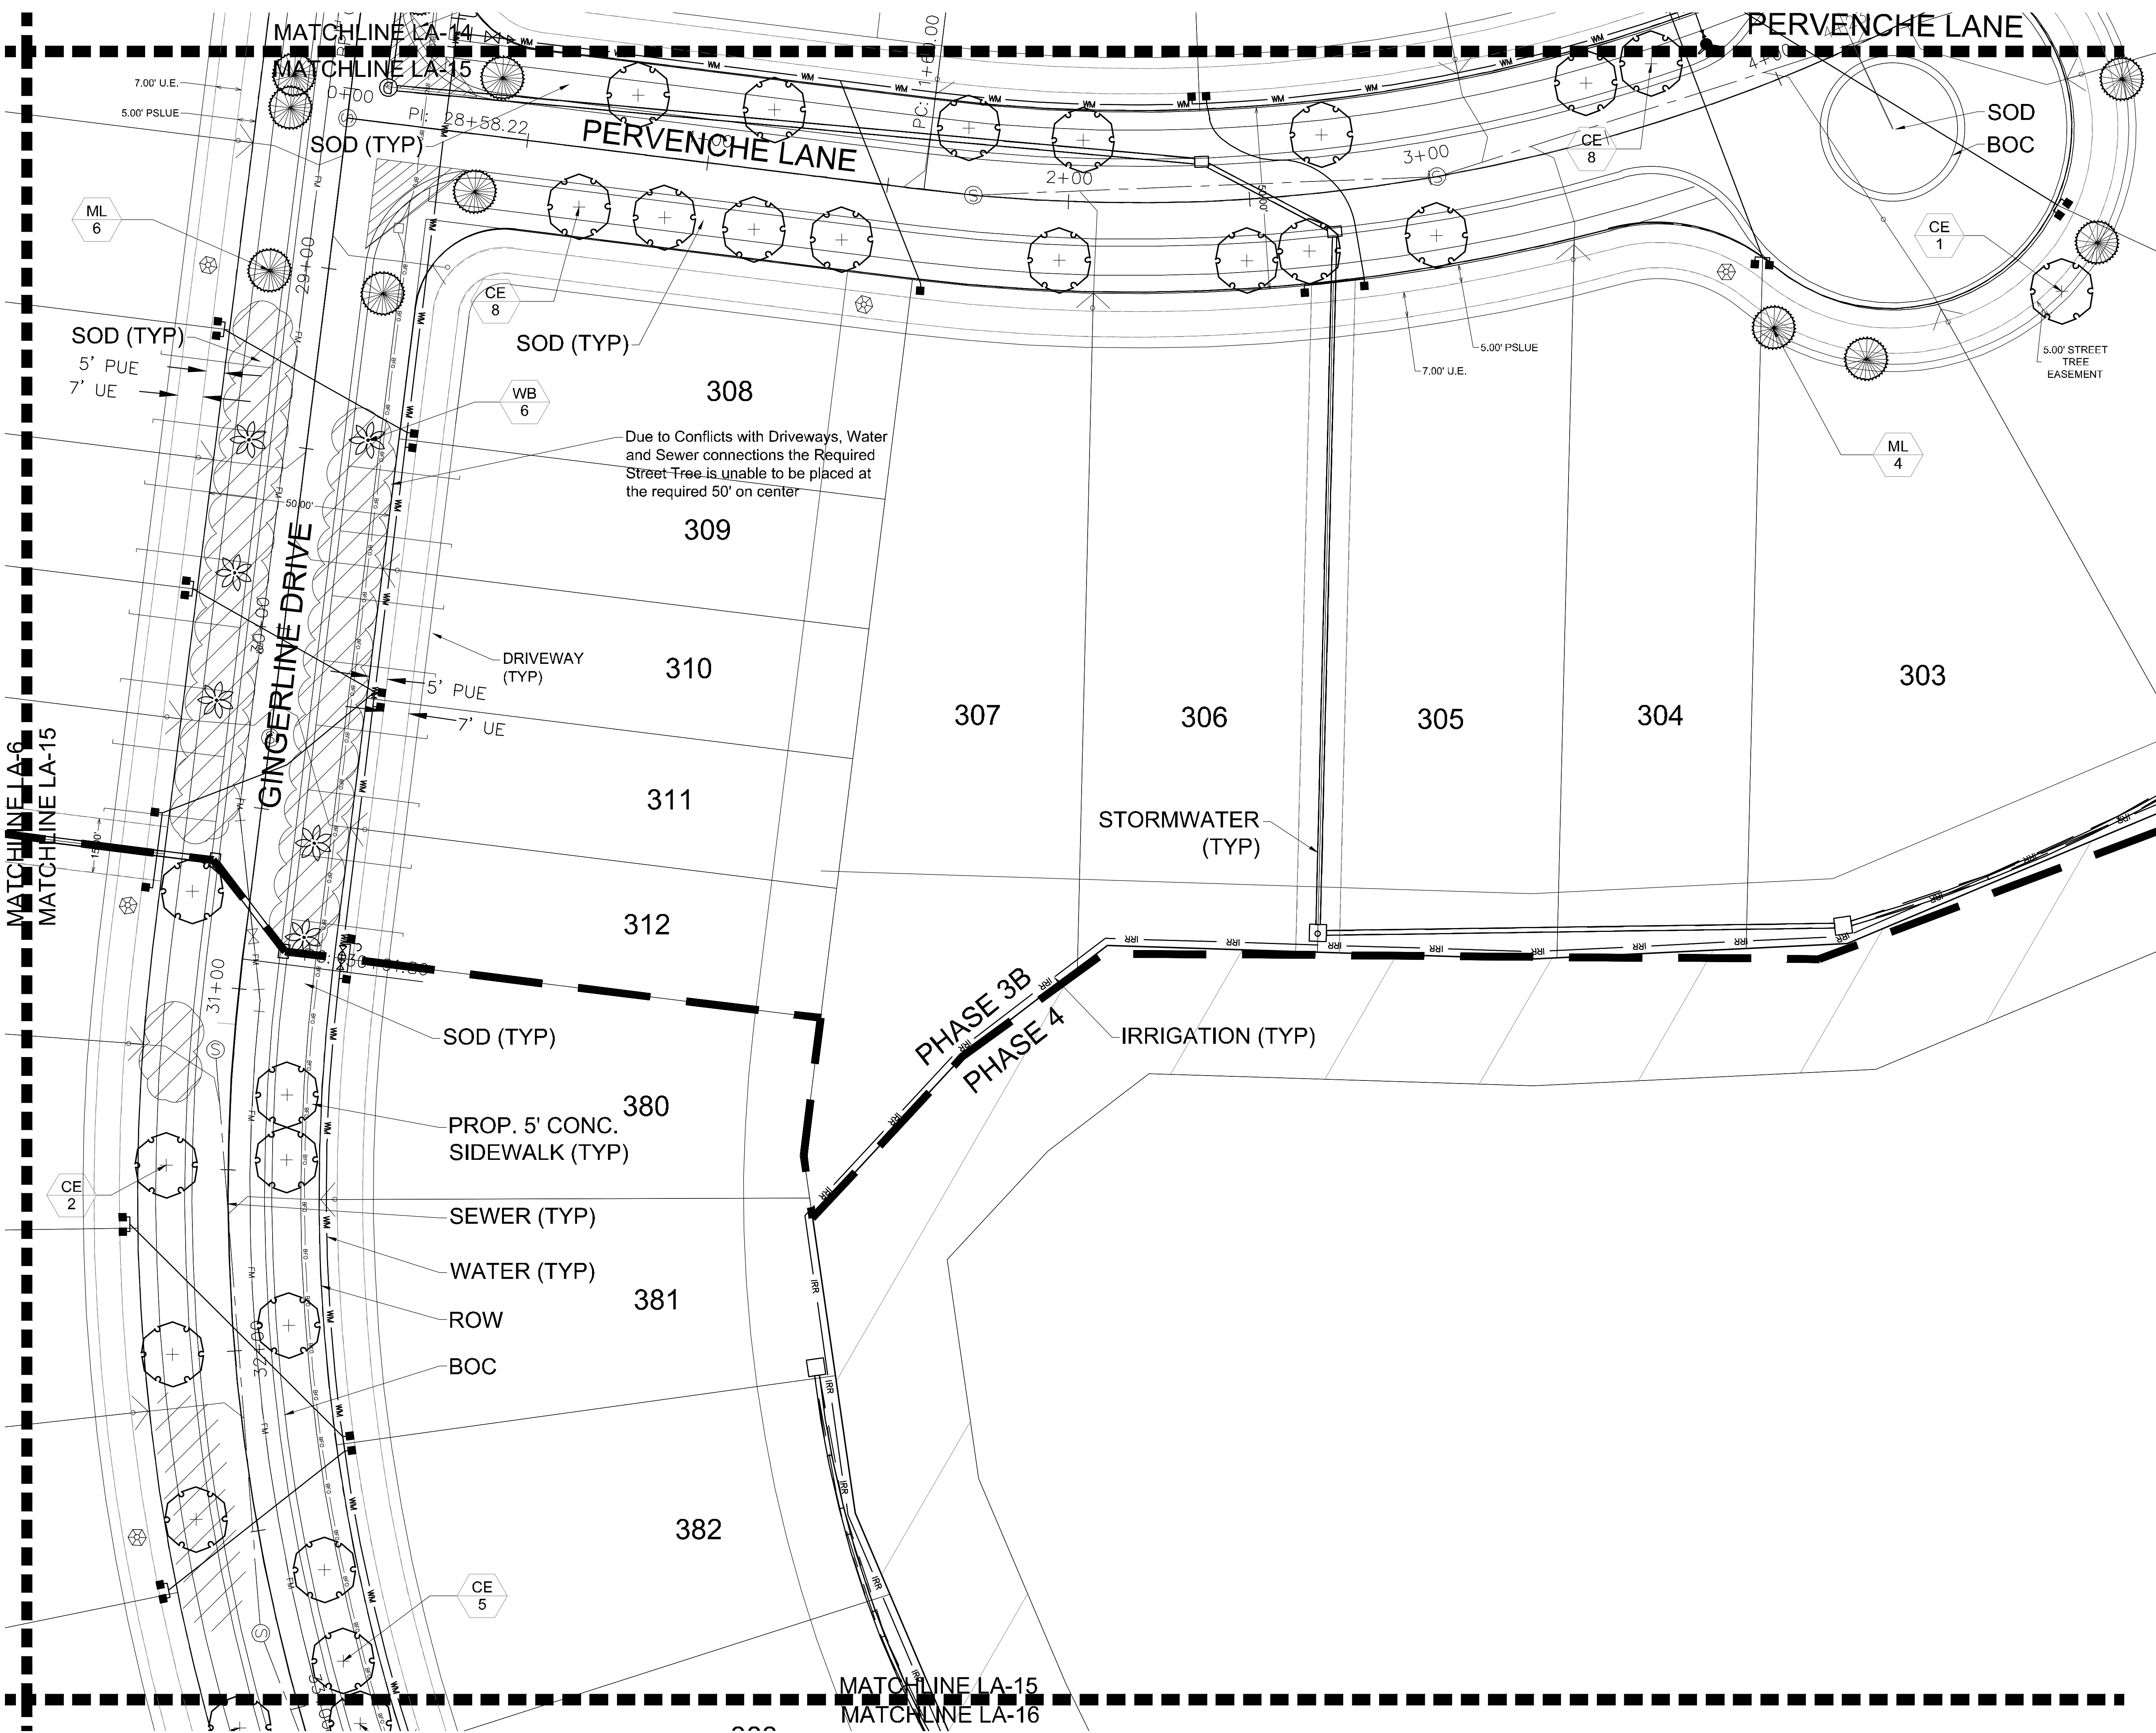 MATCHLINE LA-14
MATCHLINE LA-15
PERVENCHE LANE
7.00' U.E.
5.00' PSLUE
0+00
PI: 28+58.22
SOD (TYP)
PERVENCHE LANE
2+00
3+00
CE
8
SOD
BOC
ML
6
29+00
CE
1
CE
8
SOD (TYP)
SOD (TYP)
5' PUE
7' UE
WB
6
308
5.00' PSLUE
7.00' U.E.
5.00' STREET
TREE
EASEMENT
ML
4
Due to Conflicts with Driveways, Water
and Sewer connections the Required
Street Tree is unable to be placed at
the required 50' on center
50.00'
309
GINGERLINE DRIVE
DRIVEWAY
(TYP)
310
5' PUE
7' UE
307
306
305
304
303
MATCHLINE LA-6
MATCHLINE LA-15
311
STORMWATER
(TYP)
312
31+00
SOD (TYP)
PHASE 3B
PHASE 4
IRRIGATION (TYP)
380
PROP. 5' CONC.
SIDEWALK (TYP)
CE
2
SEWER (TYP)
WATER (TYP)
381
ROW
32+00
BOC
382
CE
5
MATCHLINE LA-15
MATCHLINE LA-16
WM
FM
BFO
IRR